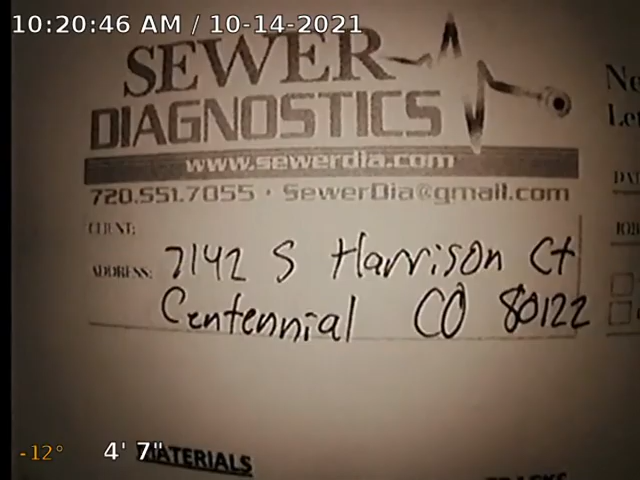 10:20:46 AM / 10-14-2021
SEWER
DIAGNOSTICS
www.sewerdia.com
720.551.7055 · SewerDia@gmail.com
CLIENT:
ADDRESS: 7142 S Harrison Ct
Centennial CO 80122
-12° 4' 7"
MATERIALS